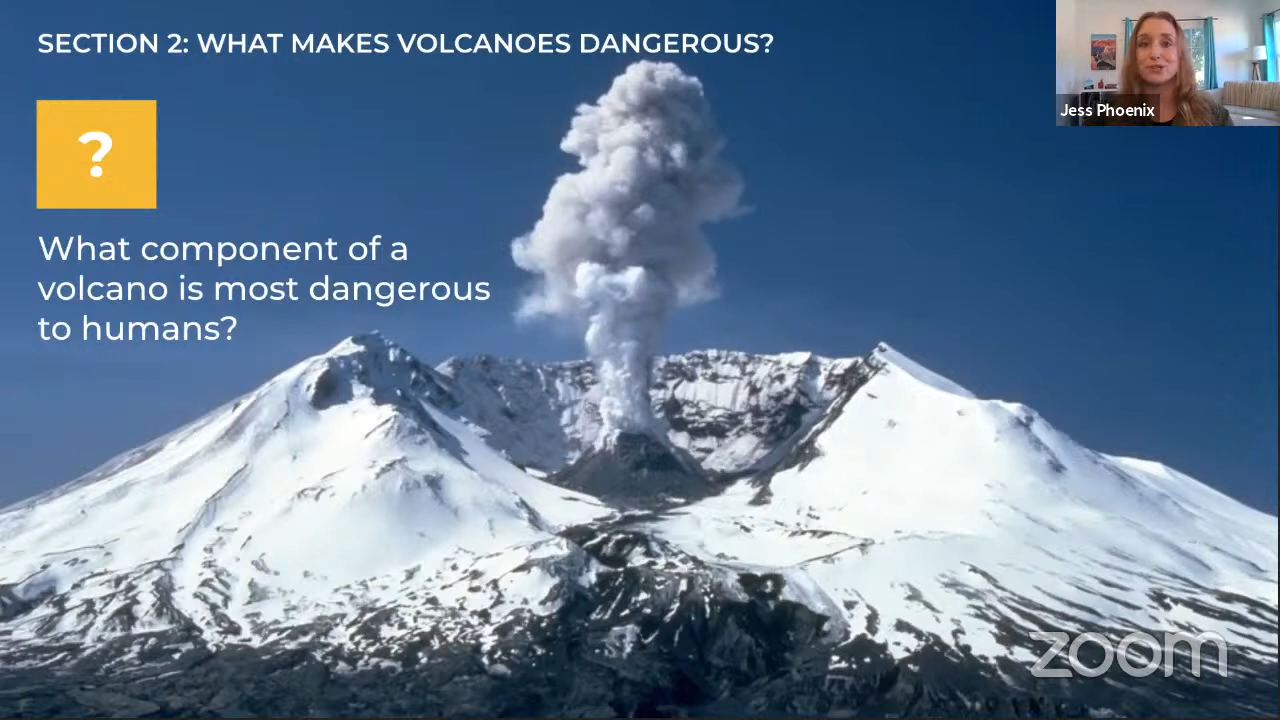 SECTION 2: WHAT MAKES VOLCANOES DANGEROUS?
Jess Phoenix
?
What component of a
volcano is most dangerous
to humans?
zoom